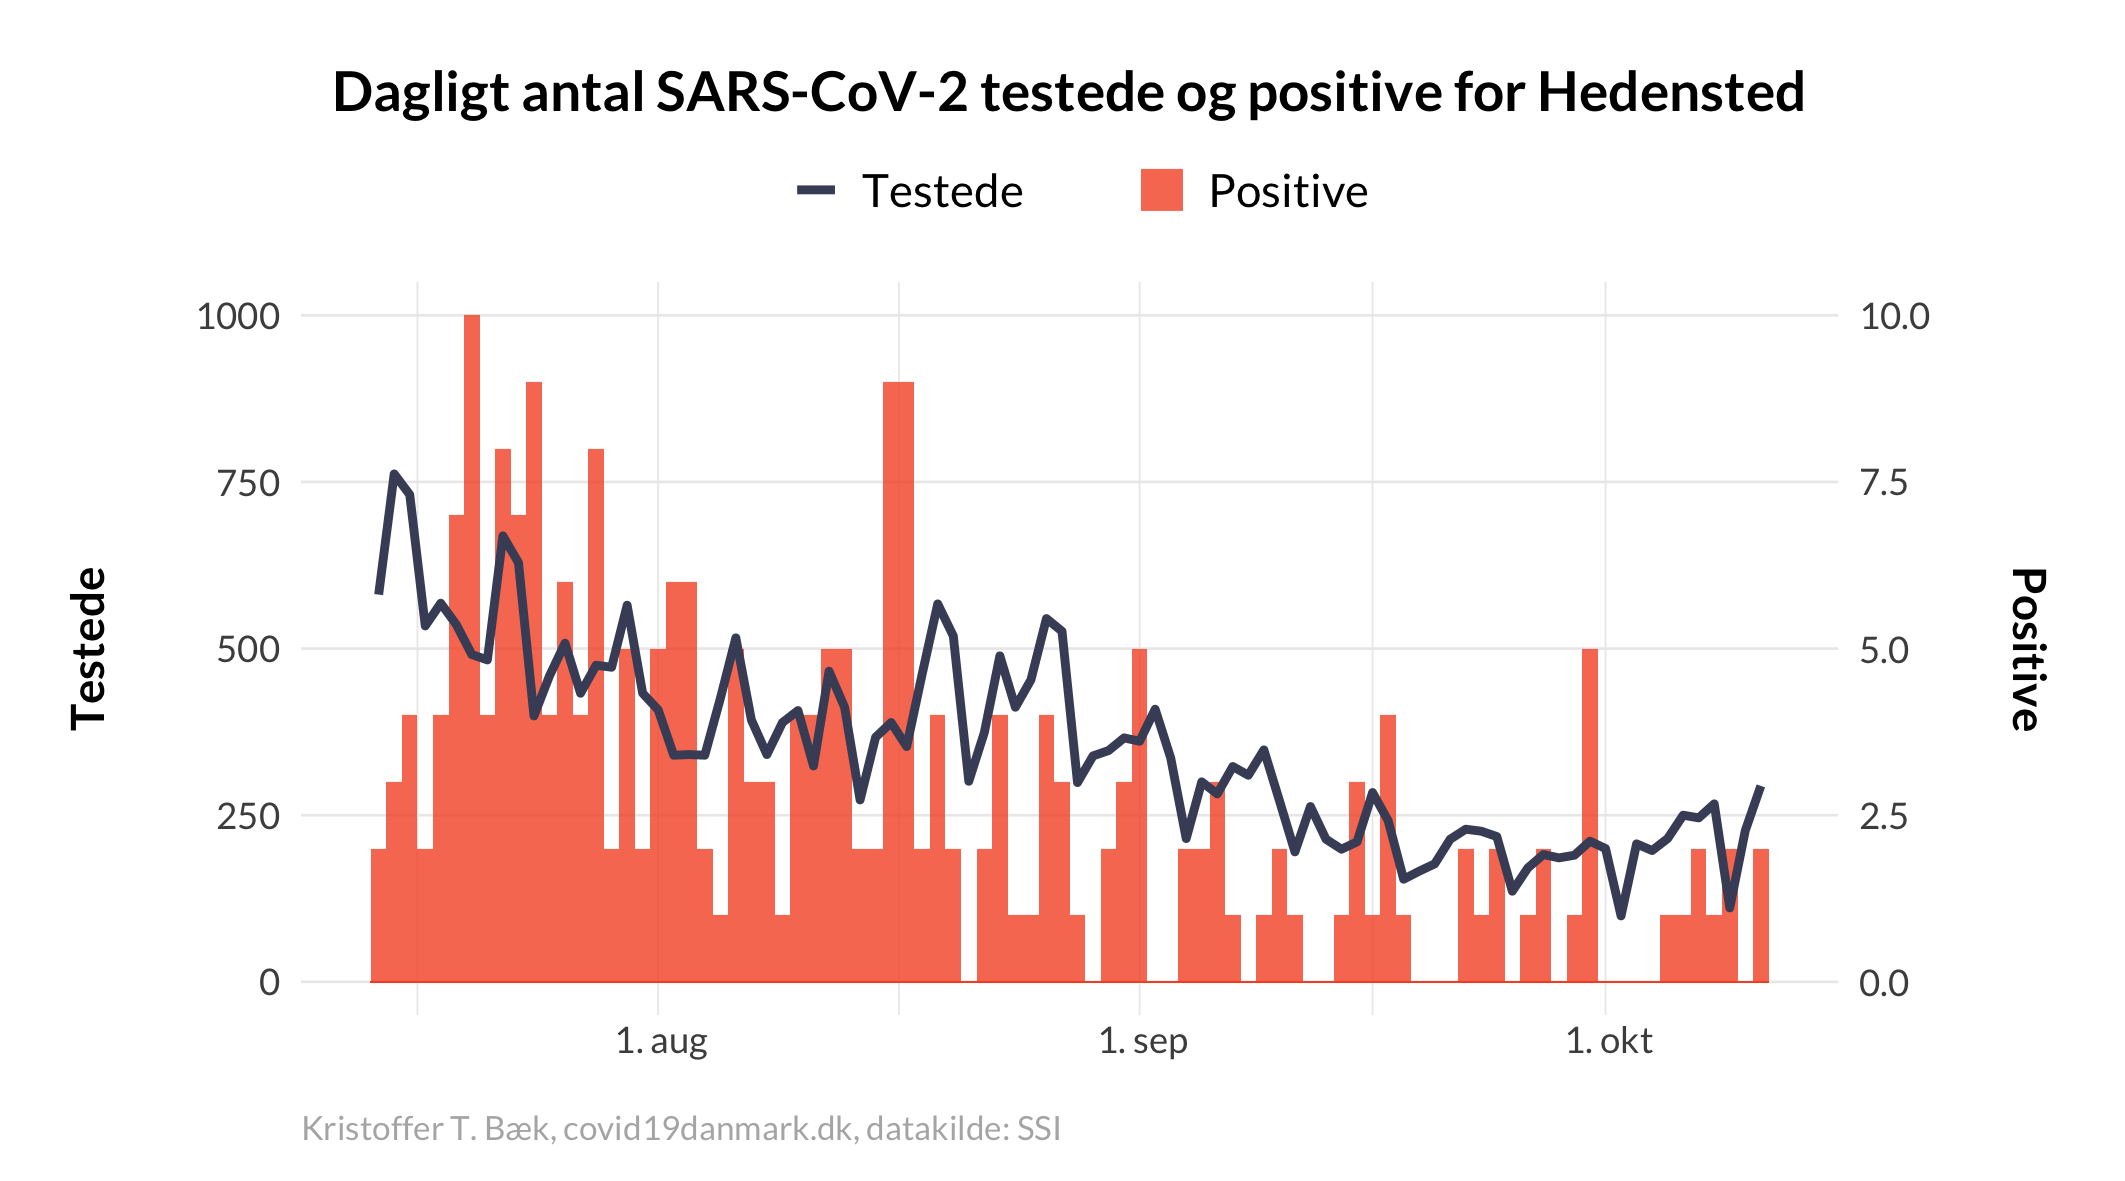 Dagligt antal SARS-CoV-2 testede og positive for Hedensted
Testede Positive
1000 10.0
750 7.5
500 5.0
250 2.5
0 0.0
Testede
Positive
1. aug 1. sep 1. okt
Kristoffer T. Bæk, covid19danmark.dk, datakilde: SSI